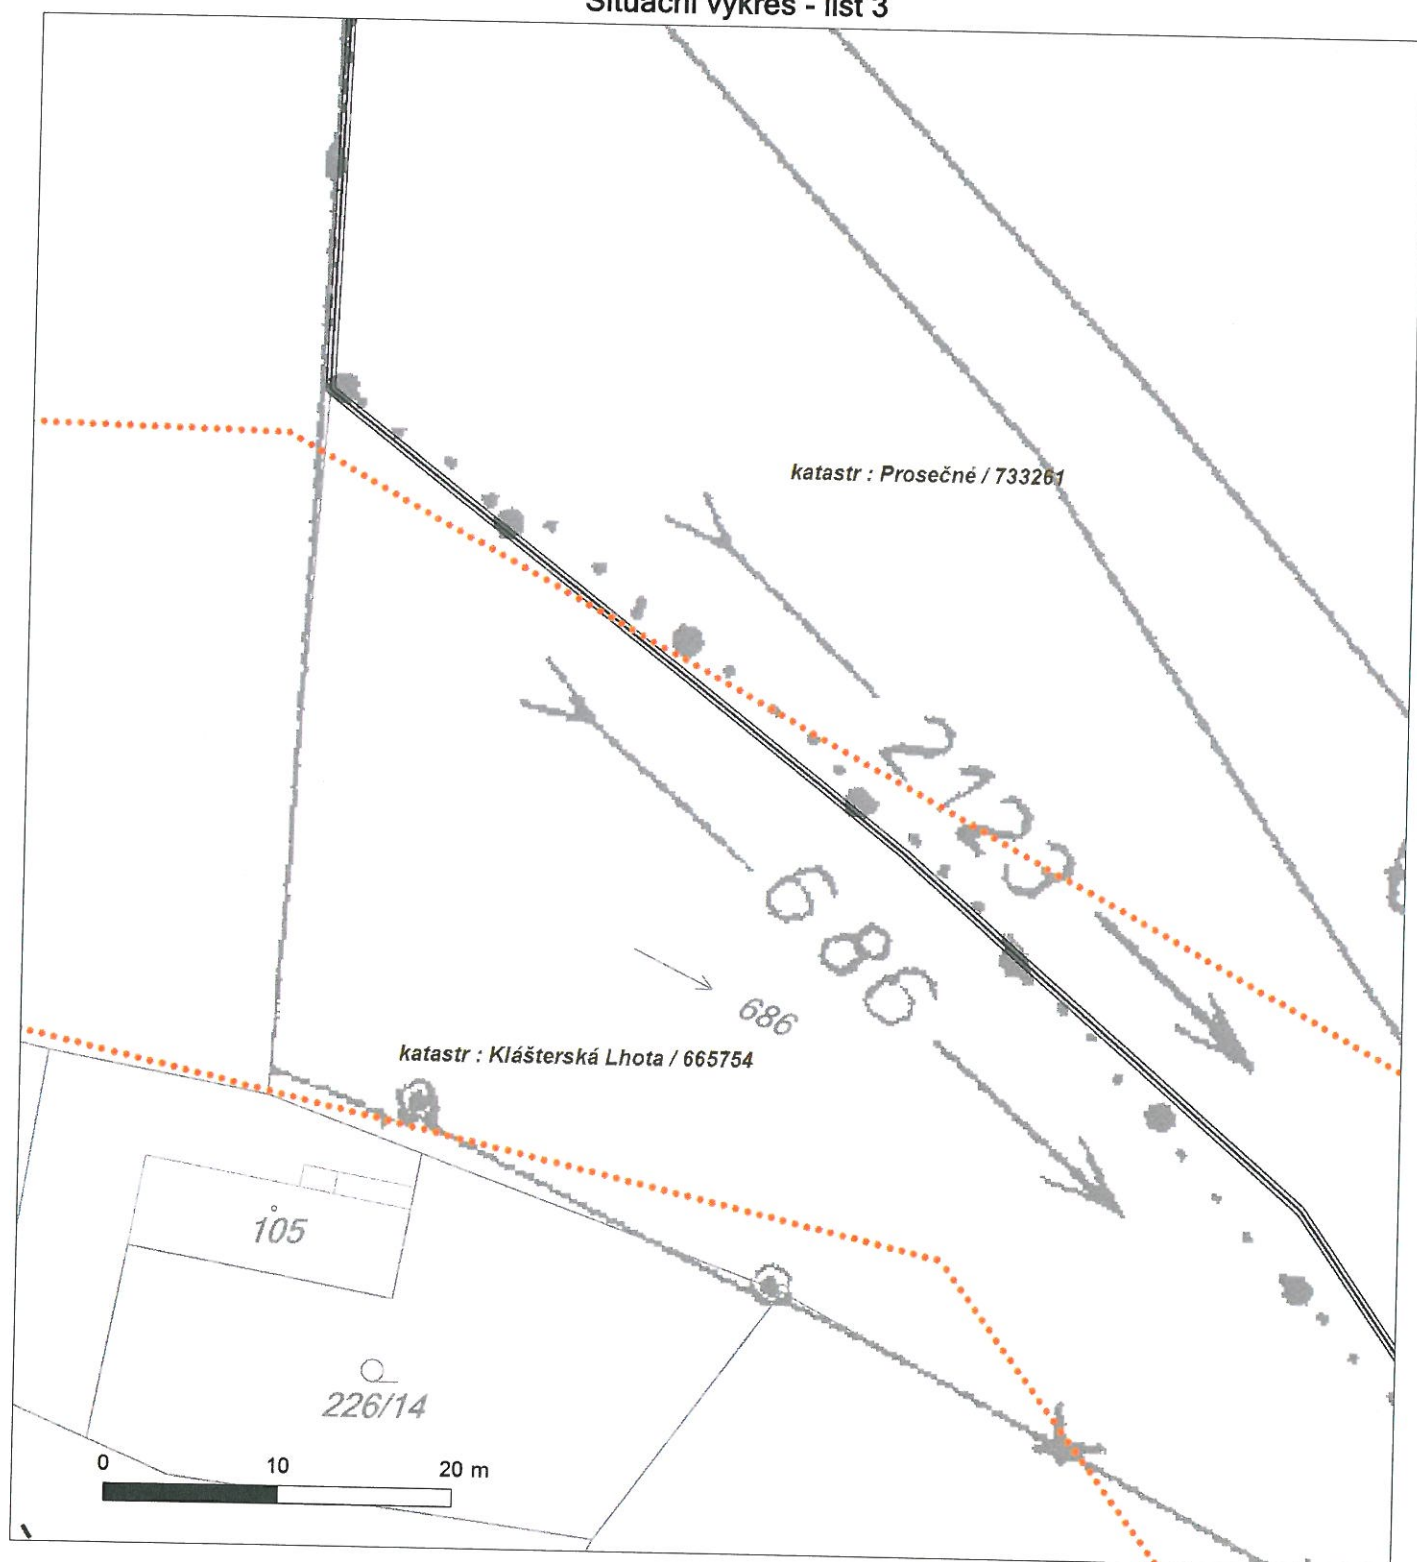 Situační výkres - list 3
katastr : Prosečné / 733261
2123
686
686
katastr : Klášterská Lhota / 665754
105
226/14
0 10 20 m